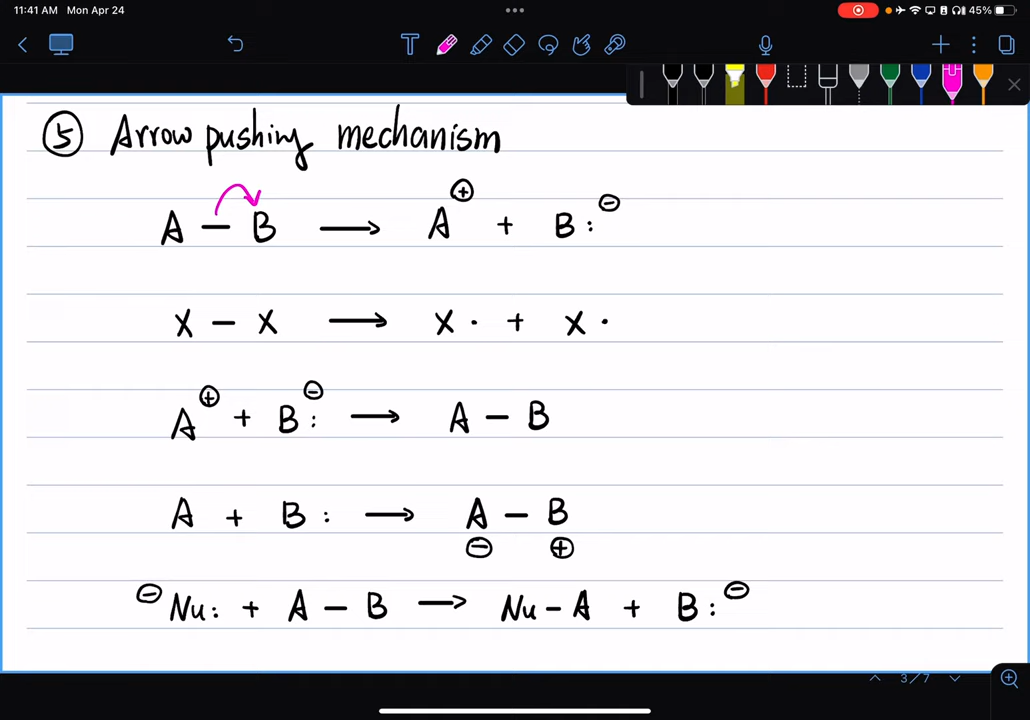 11:41 AM Mon Apr 24
45%
T
⑤ Arrow pushing mechanism
A – B ⟶ A⊕ + B:⊖
X – X ⟶ X· + X·
A⊕ + B:⊖ ⟶ A – B
A + B: ⟶ A – B
⊖ ⊕
⊖Nu: + A – B ⟶ Nu – A + B:⊖
3/7